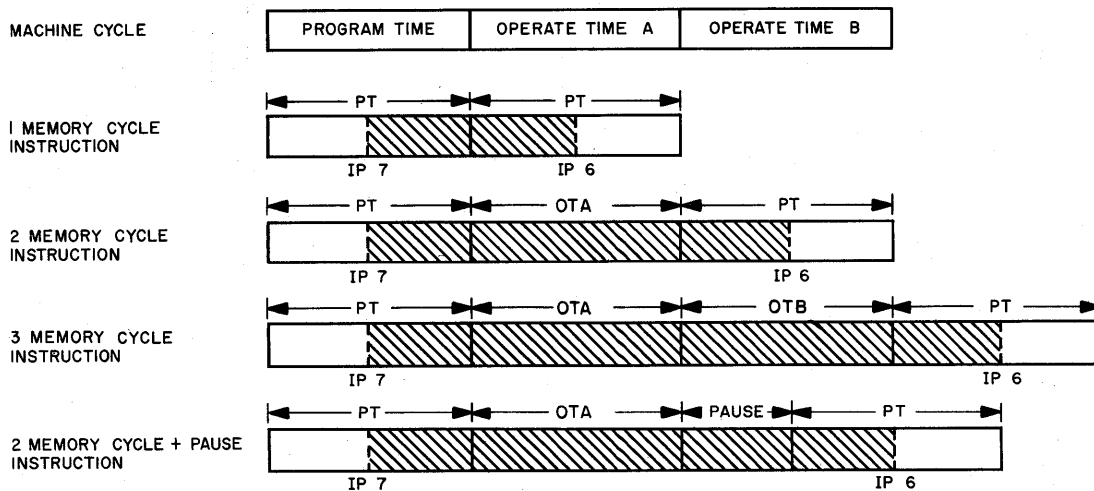 MACHINE CYCLE
PROGRAM TIME OPERATE TIME A OPERATE TIME B
PT PT
1 MEMORY CYCLE
INSTRUCTION
IP 7 IP 6
PT OTA PT
2 MEMORY CYCLE
INSTRUCTION
IP 7 IP 6
PT OTA OTB PT
3 MEMORY CYCLE
INSTRUCTION
IP 7 IP 6
PT OTA PAUSE PT
2 MEMORY CYCLE + PAUSE
INSTRUCTION
IP 7 IP 6